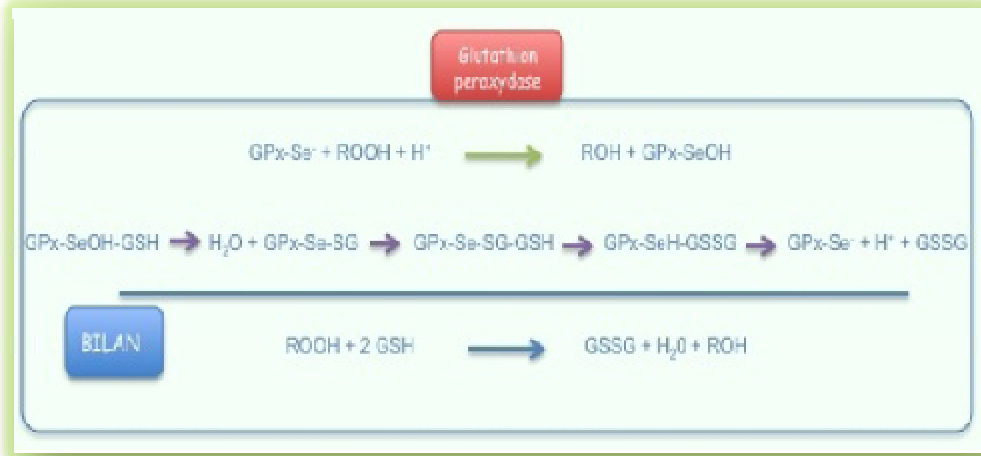 Glutathion
peroxydase
GPx-Se⁻ + ROOH + H⁺ → ROH + GPx-SeOH
GPx-SeOH-GSH → H₂O + GPx-Se-SG → GPx-Se-SG-GSH → GPx-SeH-GSSG → GPx-Se⁻ + H⁺ + GSSG
BILAN
ROOH + 2 GSH → GSSG + H₂0 + ROH